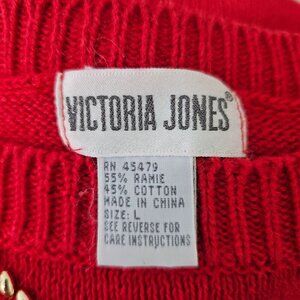 VICTORIA JONES®
RN 45479
55% RAMIE
45% COTTON
MADE IN CHINA
SIZE: L
SEE REVERSE FOR
CARE INSTRUCTIONS